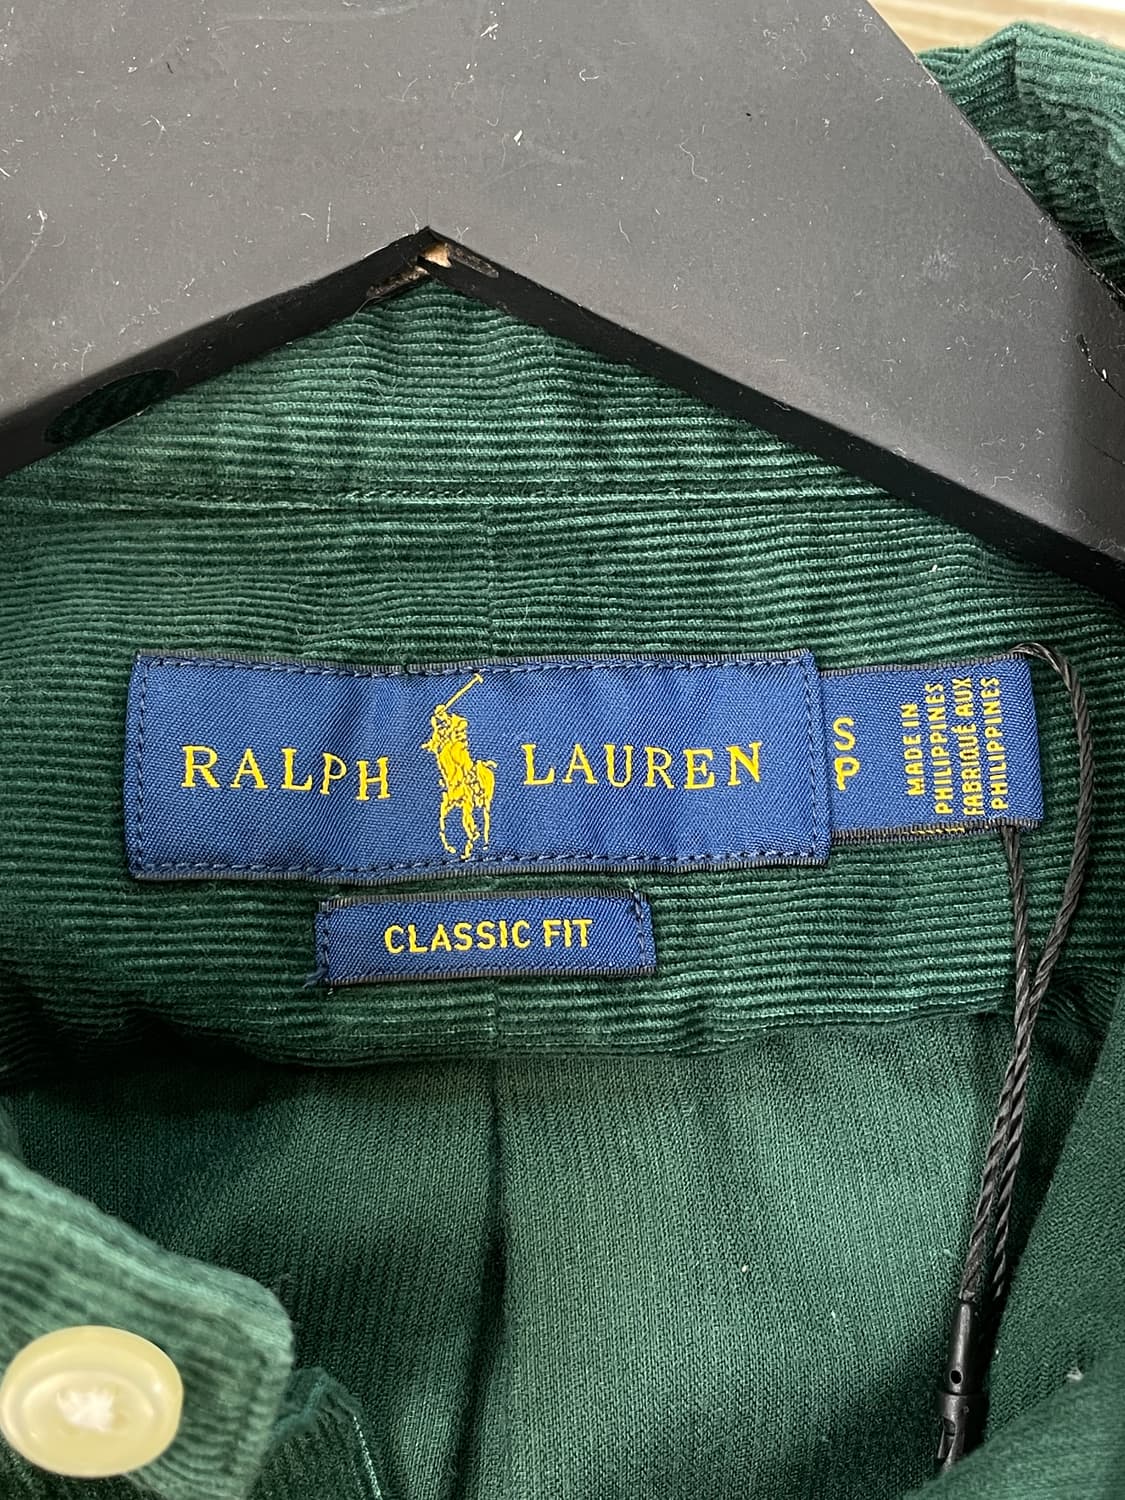 RALPH LAUREN
S
P
MADE IN
PHILIPPINES
FABRIQUÉ AUX
PHILIPPINES
CLASSIC FIT